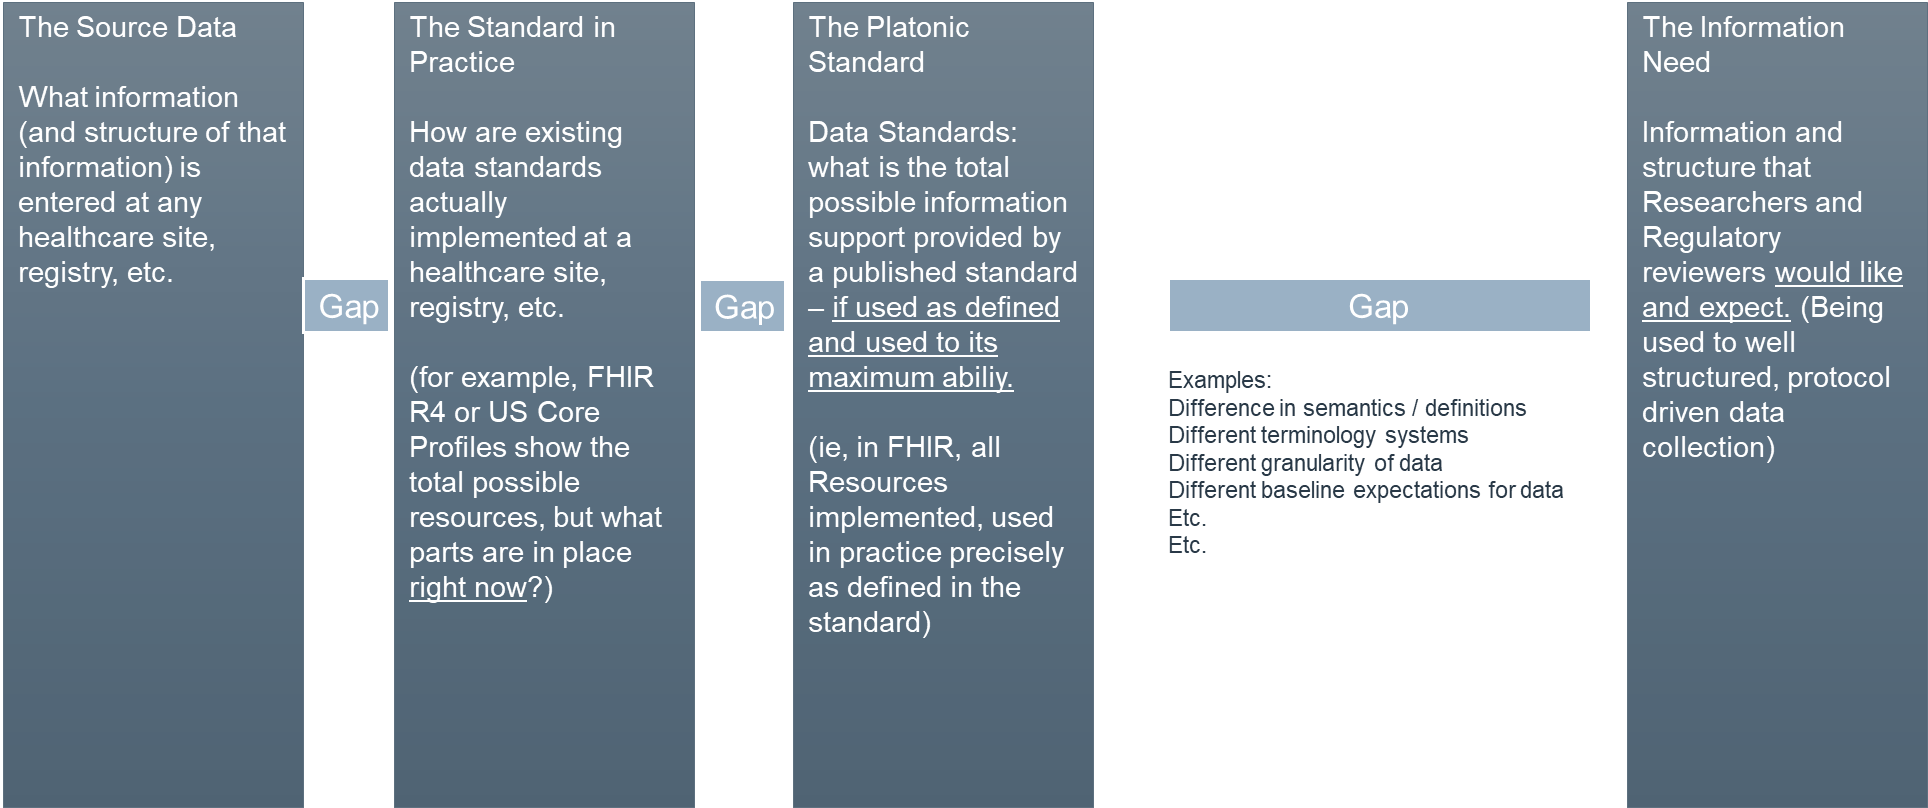 The Source Data
What information
(and structure of that
information) is
entered at any
healthcare site,
registry, etc.
Gap
The Standard in
Practice
How are existing
data standards
actually
implemented at a
healthcare site,
registry, etc.
(for example, FHIR
R4 or US Core
Profiles show the
total possible
resources, but what
parts are in place
right now?)
Gap
The Platonic
Standard
Data Standards:
what is the total
possible information
support provided by
a published standard
– if used as defined
and used to its
maximum abiliy.
(ie, in FHIR, all
Resources
implemented, used
in practice precisely
as defined in the
standard)
Gap
Examples:
Difference in semantics / definitions
Different terminology systems
Different granularity of data
Different baseline expectations for data
Etc.
Etc.
The Information
Need
Information and
structure that
Researchers and
Regulatory
reviewers would like
and expect. (Being
used to well
structured, protocol
driven data
collection)